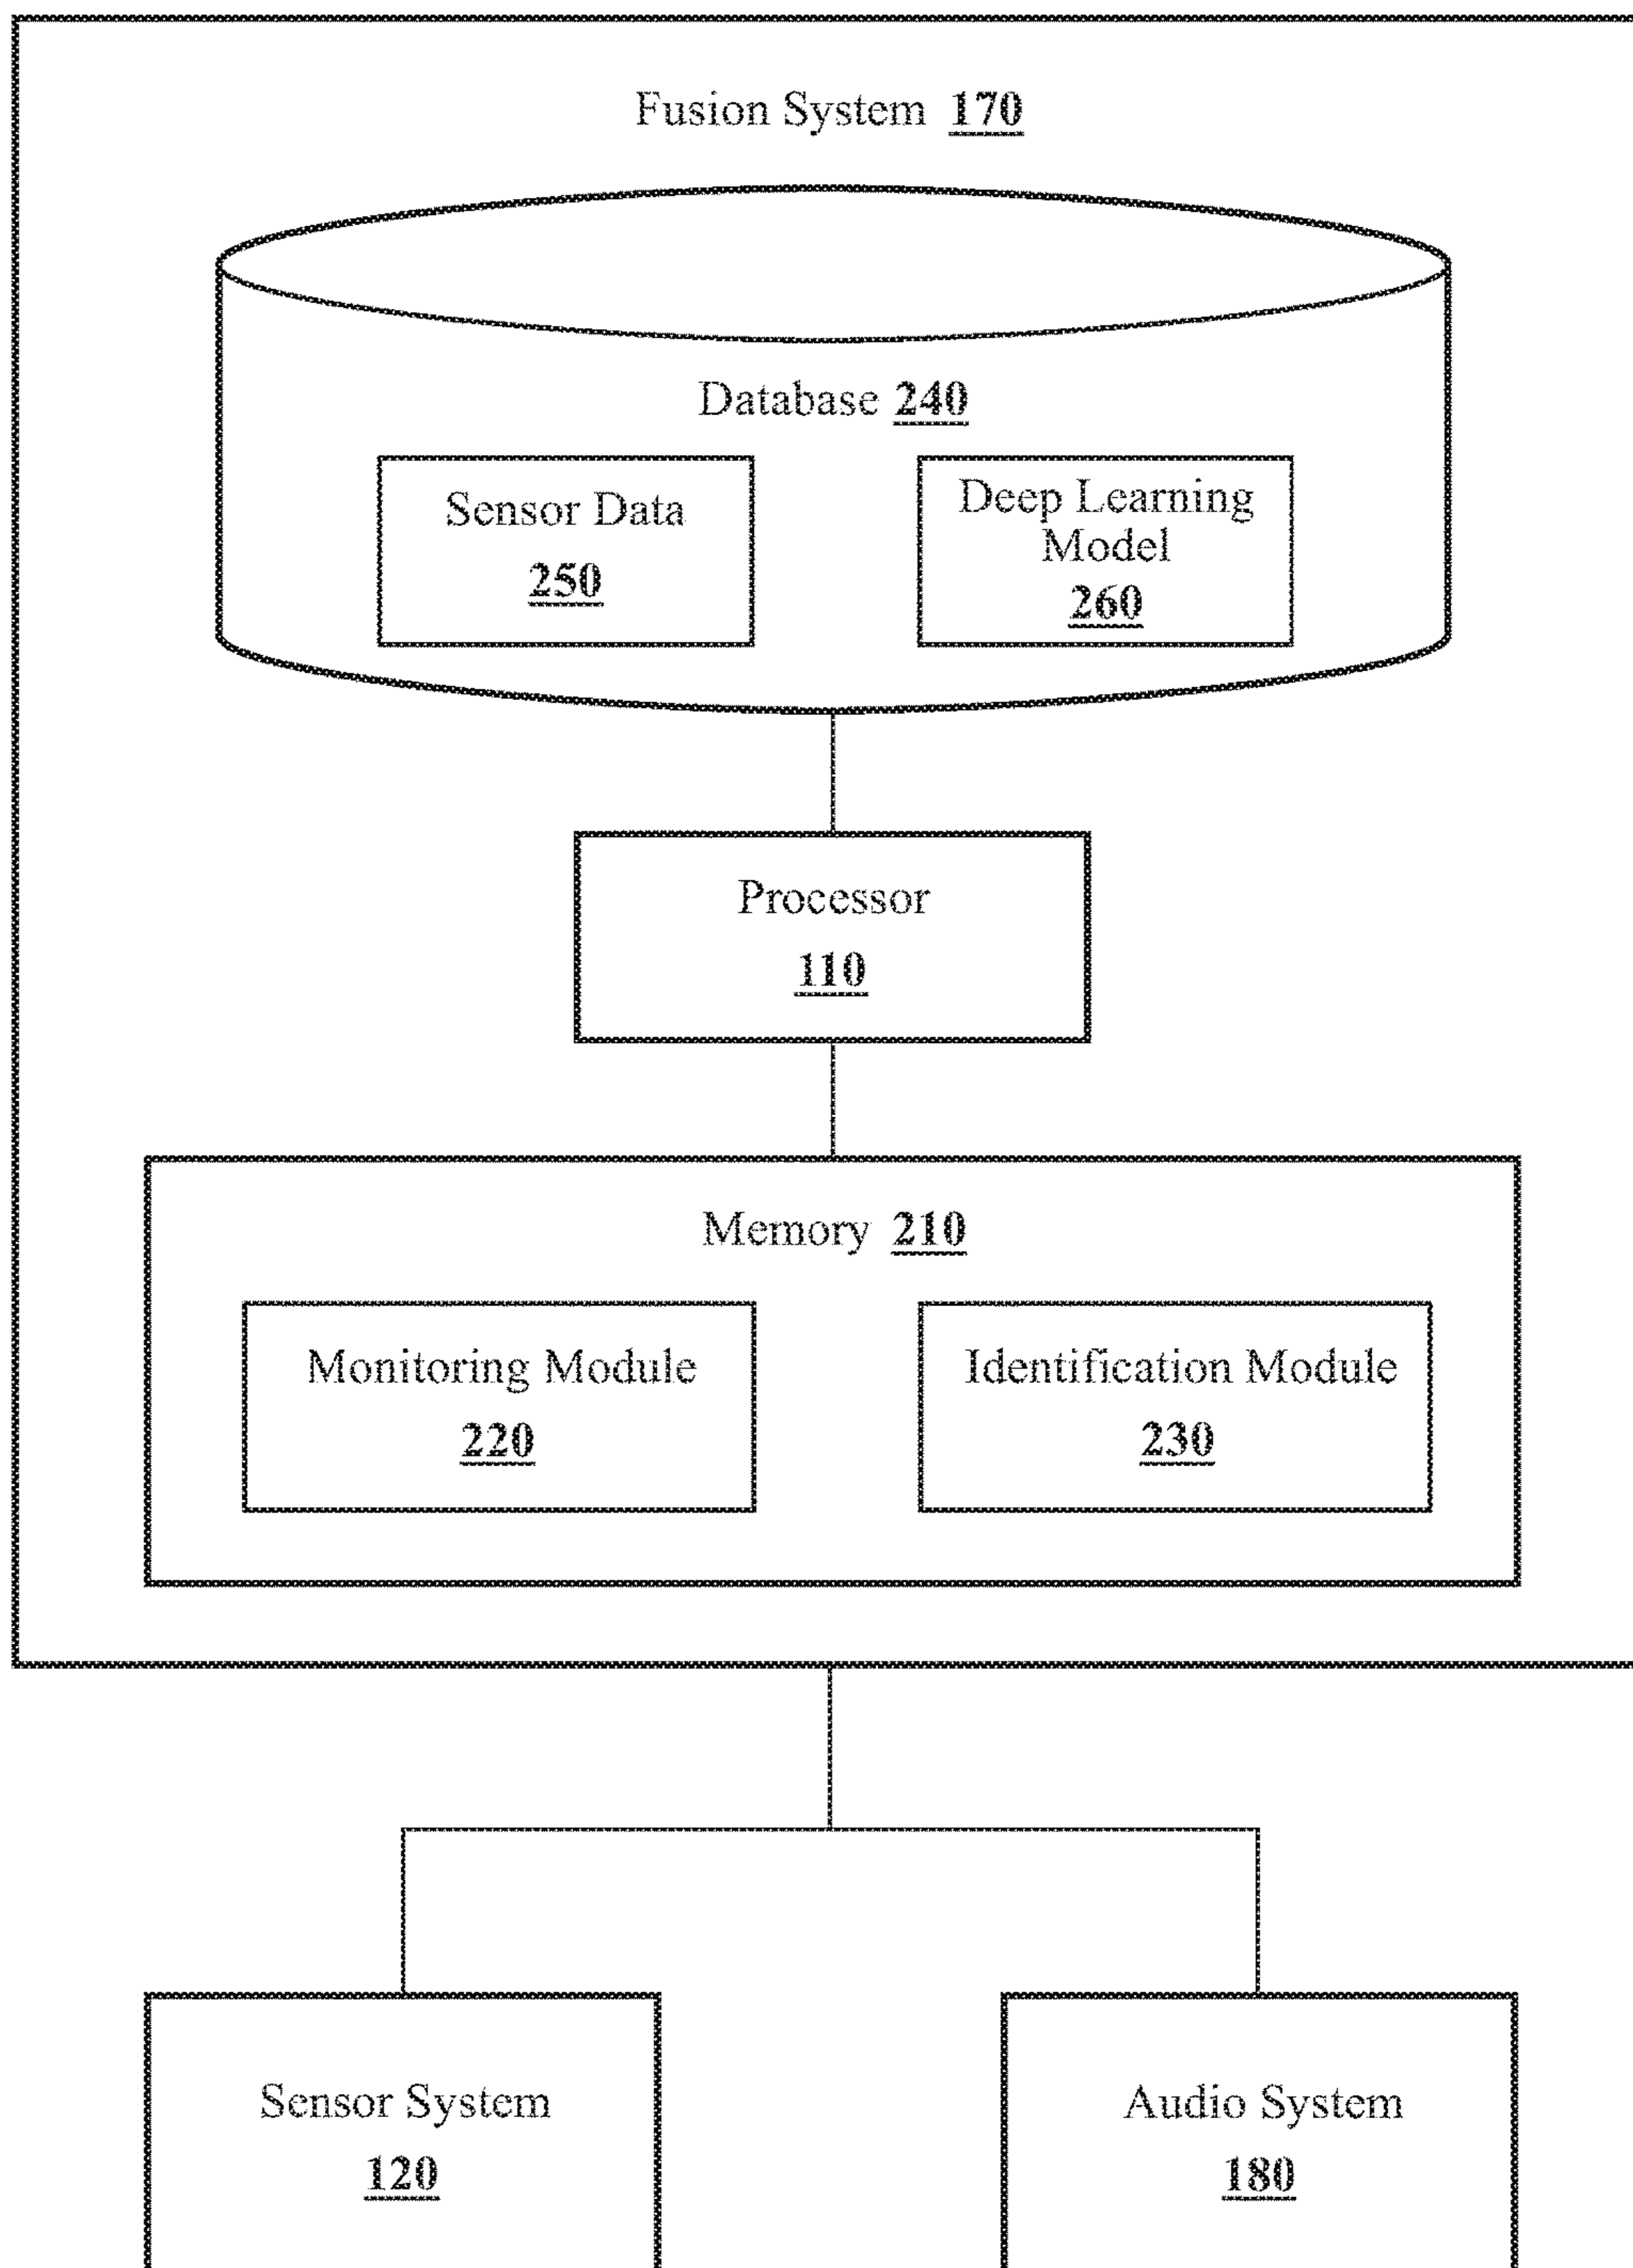 Fusion System 170
Database 240
Sensor Data
250
Deep Learning
Model
260
Processor
110
Memory 210
Monitoring Module
220
Identification Module
230
Sensor System
120
Audio System
180